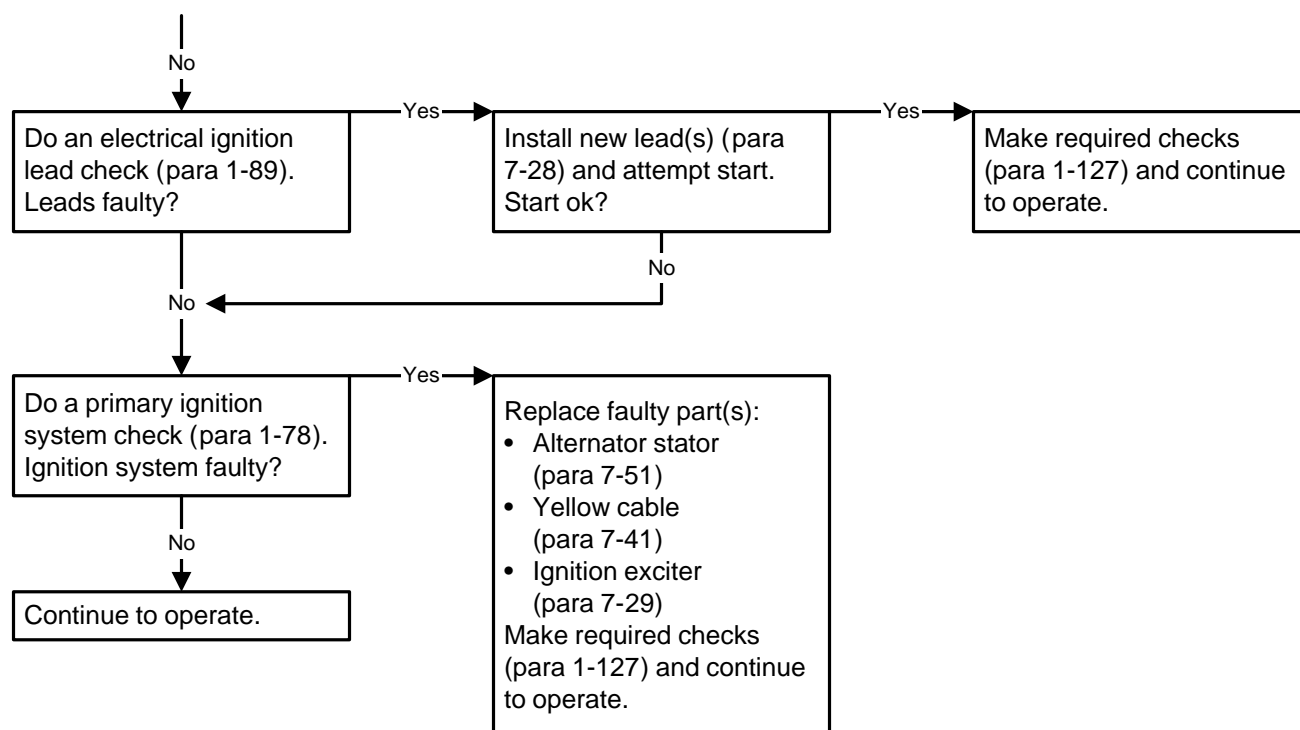 No
Do an electrical ignition
lead check (para 1-89).
Leads faulty?
Yes
Install new lead(s) (para
7-28) and attempt start.
Start ok?
Yes
Make required checks
(para 1-127) and continue
to operate.
No
No
Do a primary ignition
system check (para 1-78).
Ignition system faulty?
Yes
Replace faulty part(s):
• Alternator stator
(para 7-51)
• Yellow cable
(para 7-41)
• Ignition exciter
(para 7-29)
Make required checks
(para 1-127) and continue
to operate.
No
Continue to operate.